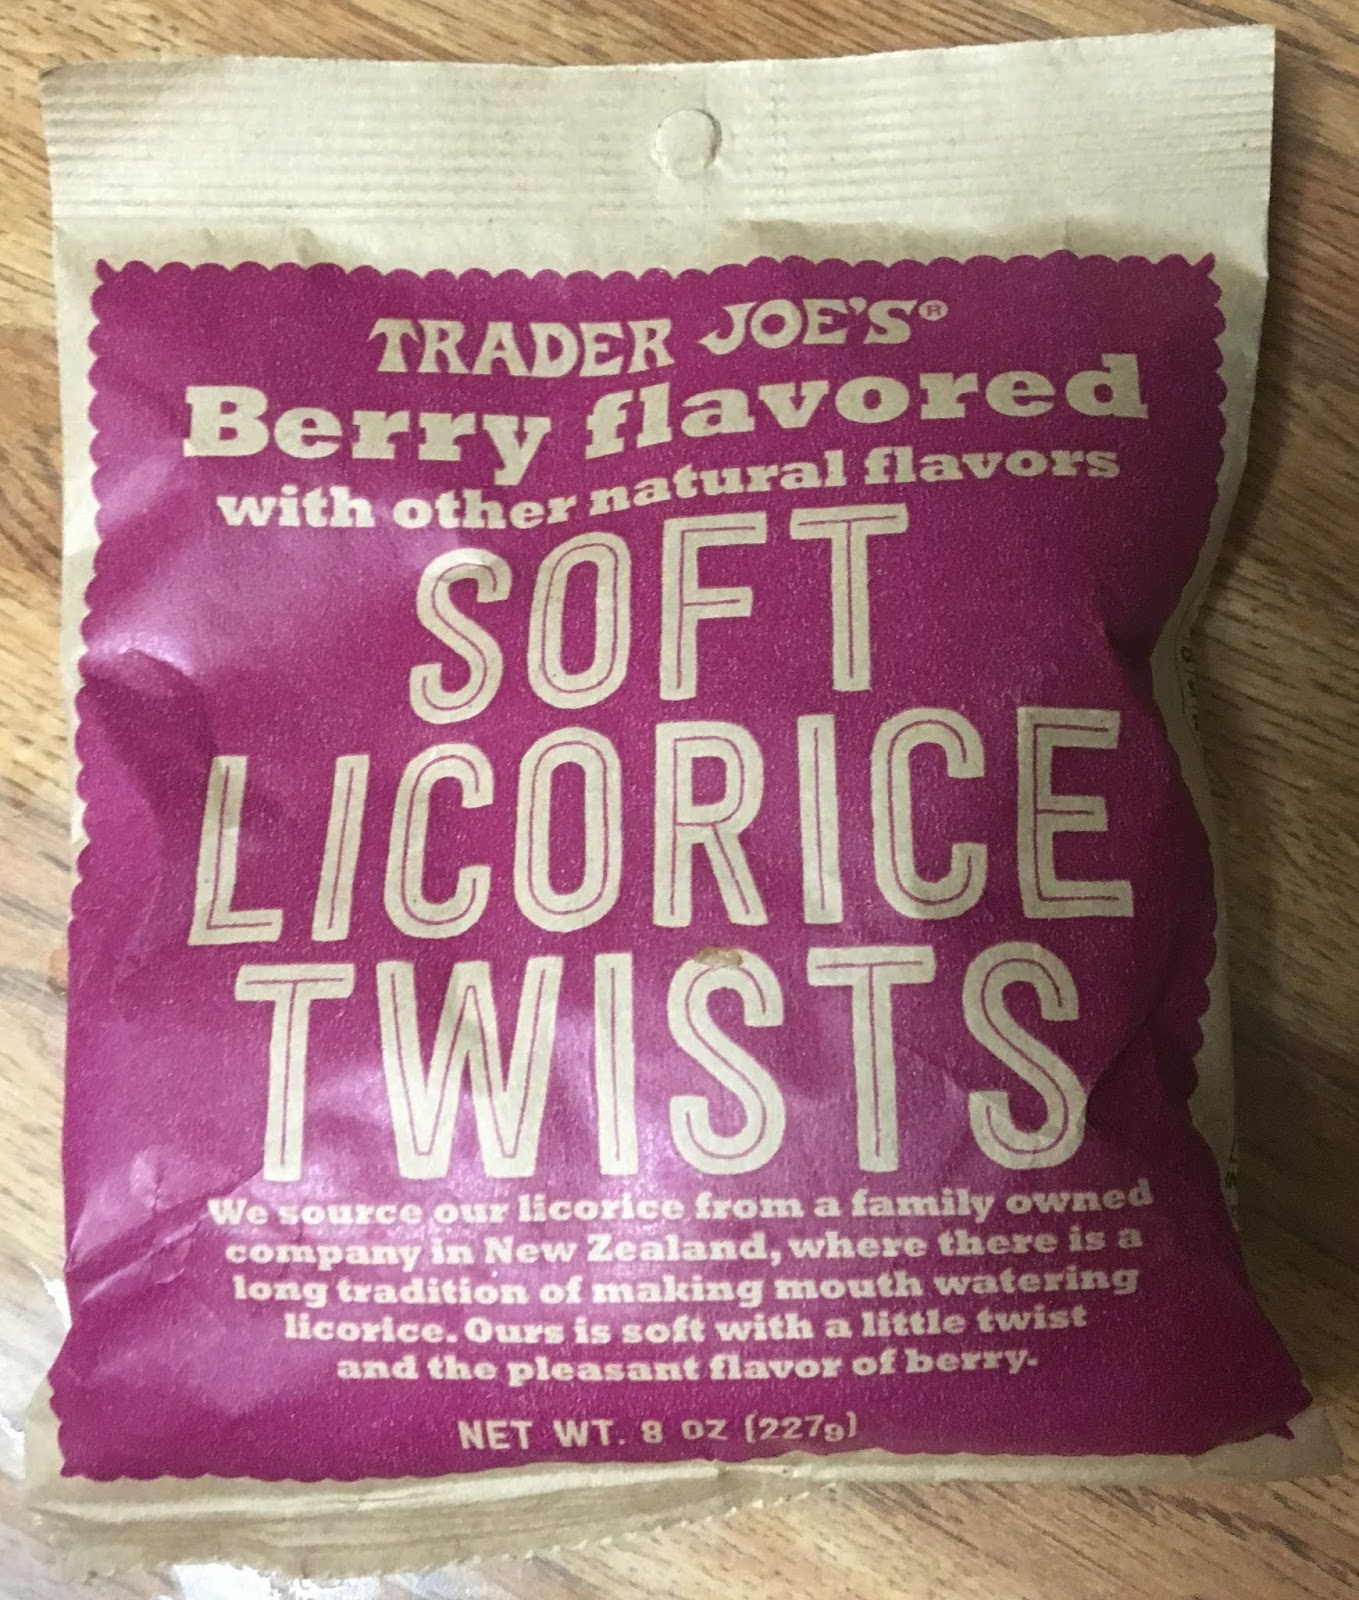 TRADER JOE'S®
Berry flavored
with other natural flavors
SOFT
LICORICE
TWISTS
We source our licorice from a family owned
company in New Zealand, where there is a
long tradition of making mouth watering
licorice. Ours is soft with a little twist
and the pleasant flavor of berry.
NET WT. 8 OZ (227g)